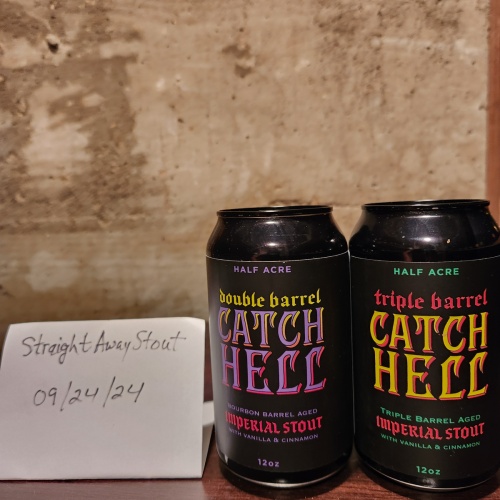 Straight Away Stout
09/24/24
HALF ACRE
double barrel
CATCH
HELL
BOURBON BARREL AGED
IMPERIAL STOUT
WITH VANILLA & CINNAMON
12oz
HALF ACRE
triple barrel
CATCH
HELL
TRIPLE BARREL AGED
IMPERIAL STOUT
WITH VANILLA & CINNAMON
12oz